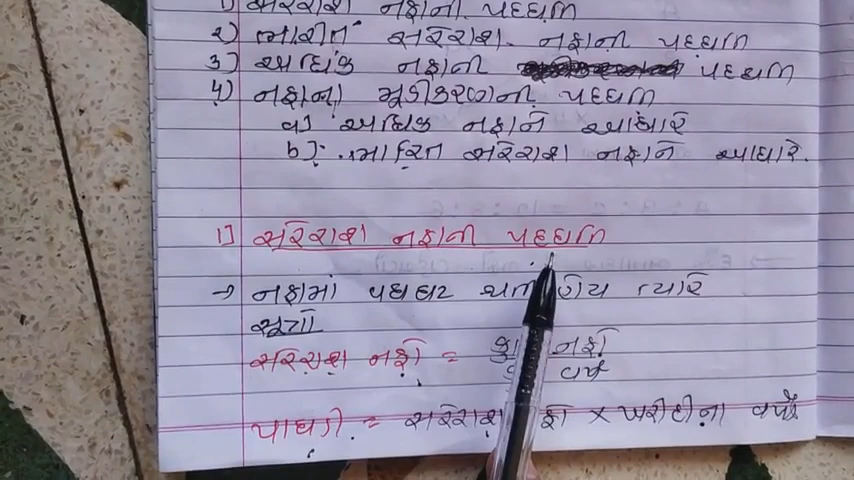 1) સરેરાશ નફાની પદ્ધતિ
2) ભારિત સરેરાશ નફાની પદ્ધતિ
3) અધિક નફાની પદ્ધતિ
4) નફાના મૂડીકરણની પદ્ધતિ
a) અધિક નફાને આધારે
b) ભારિત સરેરાશ નફાને આધારે.
1] સરેરાશ નફાની પદ્ધતિ
→ નફામાં વધઘટ થતી હોય ત્યારે
સૂત્રો
સરેરાશ નફો = નફો
વર્ષ
પાઘડી = સરેરાશ × ખરીદીના વર્ષો